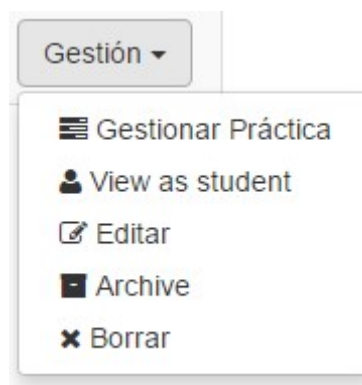 Gestión
Gestionar Práctica
View as student
Editar
Archive
Borrar